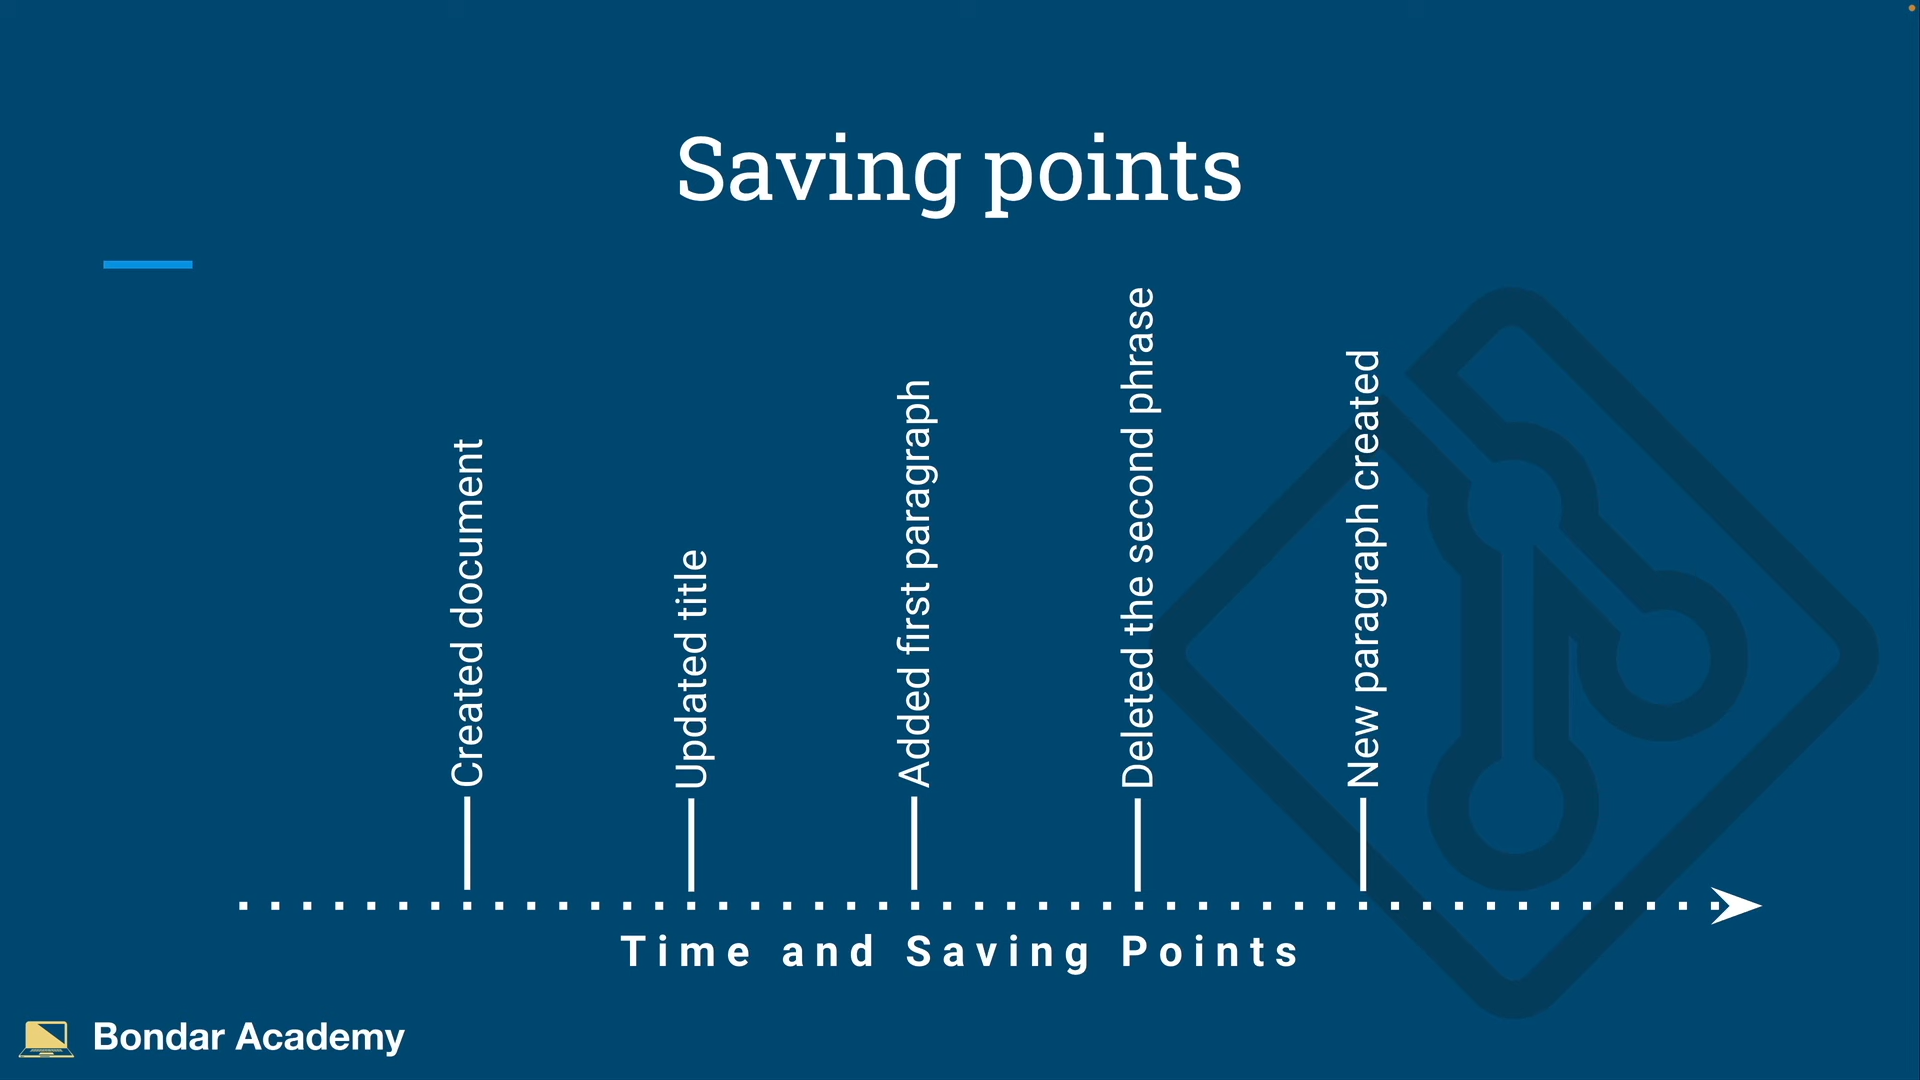 Saving points
Created document
Updated title
Added first paragraph
Deleted the second phrase
New paragraph created
Time and Saving Points
Bondar Academy